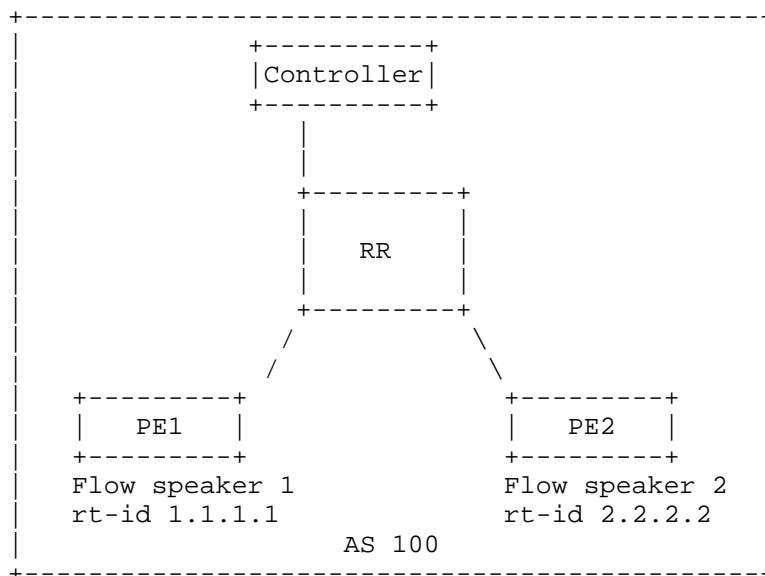 Controller
RR
PE1 PE2
Flow speaker 1 Flow speaker 2
rt-id 1.1.1.1 rt-id 2.2.2.2
AS 100